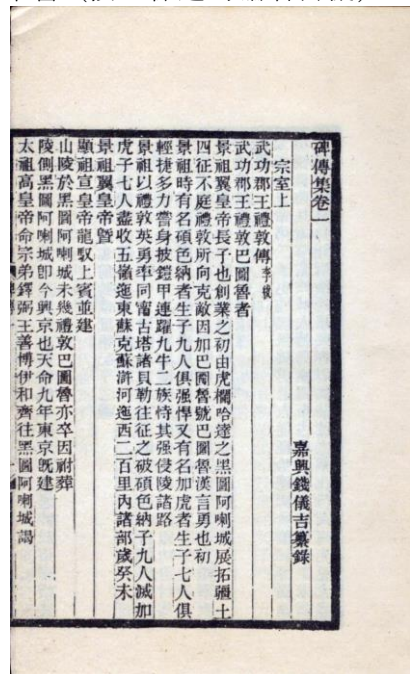 碑傳集卷一
嘉興錢儀吉纂錄
宗室上
武功郡王禮敦傳李桓
武功郡王禮敦巴圖魯者
景祖翼皇帝長子也創業之初由虎欄哈達之黑圖阿喇城展拓疆土
四征不庭禮敦所向克敵因加巴圖魯號巴圖魯漢言勇也初
景祖時有名碩色納者生子九人俱強悍又有名加虎者生子七人俱
輕捷多力嘗身披鎧甲連躍九牛二族恃其強侵陵諸路
景祖以禮敦英勇率同甯古塔諸貝勒往征之破碩色納子九人滅加
虎子七人盡收五嶺迤東蘇克蘇滸河迤西二百里內諸部歲癸未
景祖翼皇帝暨
顯祖宣皇帝龍馭上賓並建
山陵於黑圖阿喇城未幾禮敦巴圖魯亦卒因祔葬
陵側黑圖阿喇城卽今興京也天命九年東京旣建
太祖高皇帝命宗弟鐸弼王善博伊和齊往黑圖阿喇城謁